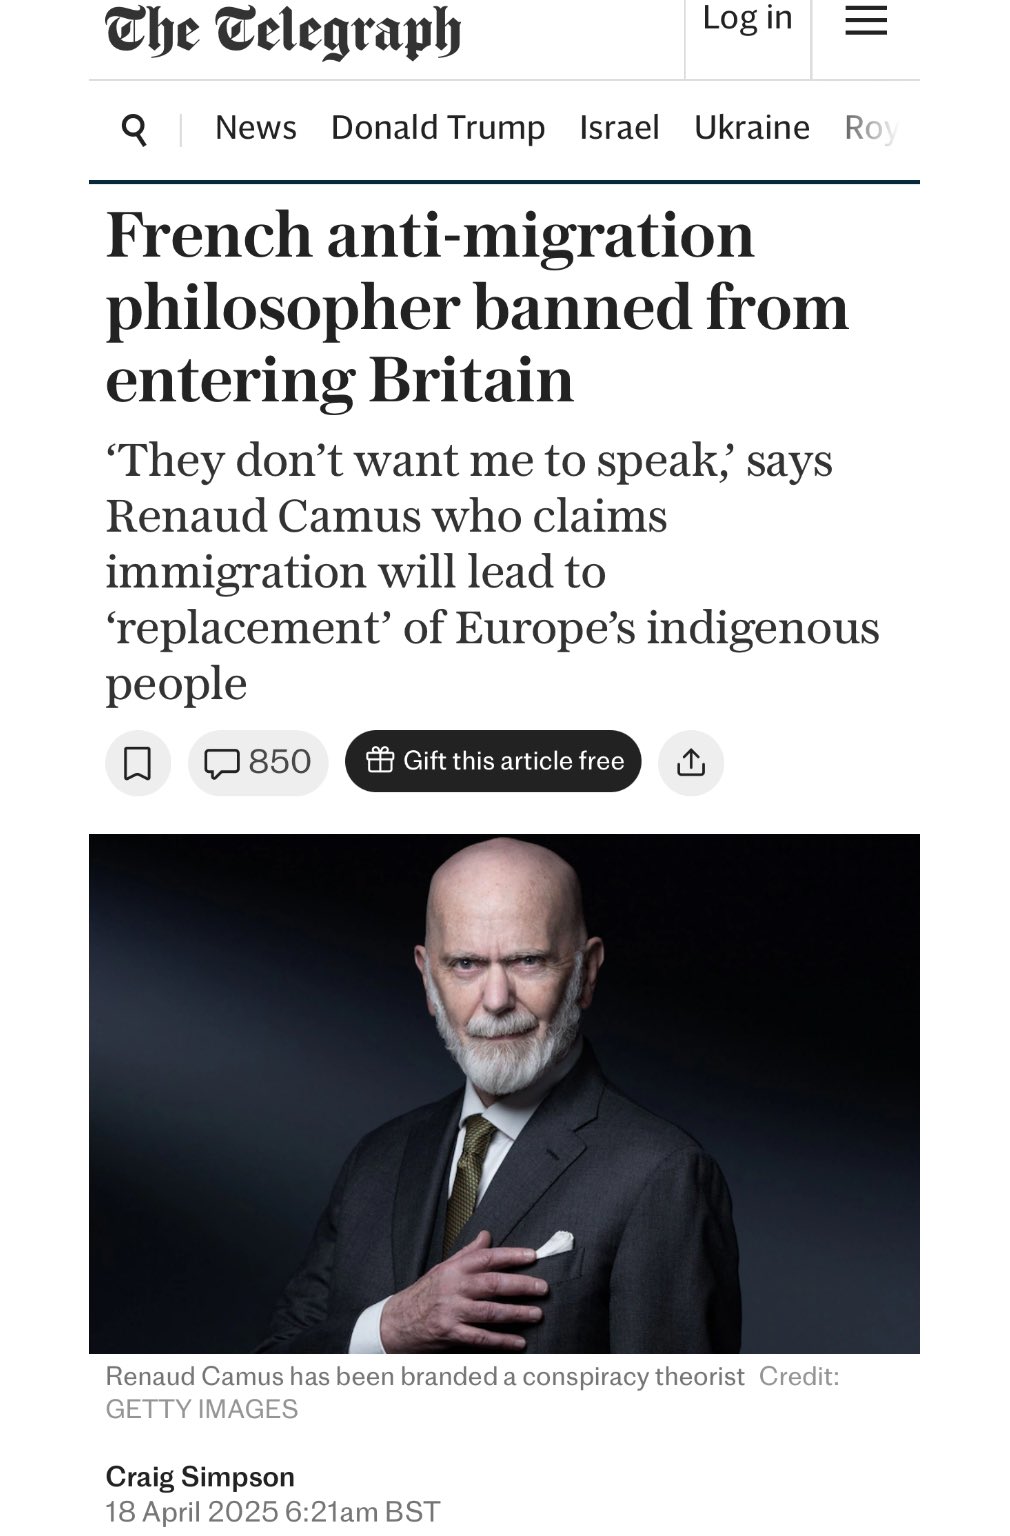 The Telegraph
Log in
News Donald Trump Israel Ukraine Roy
French anti-migration
philosopher banned from
entering Britain
‘They don’t want me to speak,’ says
Renaud Camus who claims
immigration will lead to
‘replacement’ of Europe’s indigenous
people
850
Gift this article free
Renaud Camus has been branded a conspiracy theorist Credit:
GETTY IMAGES
Craig Simpson
18 April 2025 6:21am BST